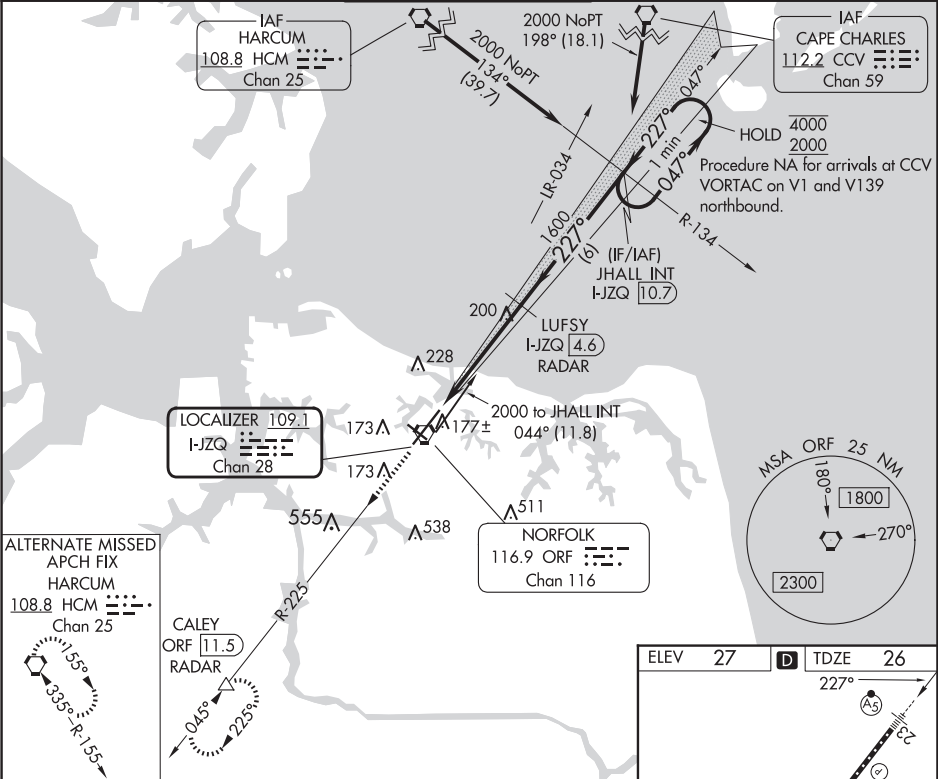 IAF
HARCUM
108.8 HCM
Chan 25
2000 NoPT
134°
(39.7)
2000 NoPT
198° (18.1)
IAF
CAPE CHARLES
112.2 CCV
Chan 59
047°
227°
1 min
047°
HOLD 4000
2000
Procedure NA for arrivals at CCV
VORTAC on V1 and V139
northbound.
LR-034
R-134
1600
227°
(6)
(IF/IAF)
JHALL INT
I-JZQ 10.7
200
LUFSY
I-JZQ 4.6
RADAR
228
2000 to JHALL INT
044° (11.8)
LOCALIZER 109.1
I-JZQ
Chan 28
173
177±
173
555
538
511
NORFOLK
116.9 ORF
Chan 116
MSA ORF 25 NM
180°
1800
270°
2300
ALTERNATE MISSED
APCH FIX
HARCUM
108.8 HCM
Chan 25
155°
335°
R-155
R-225
CALEY
ORF 11.5
RADAR
045°
225°
ELEV 27 D TDZE 26
227°
A5
23
P